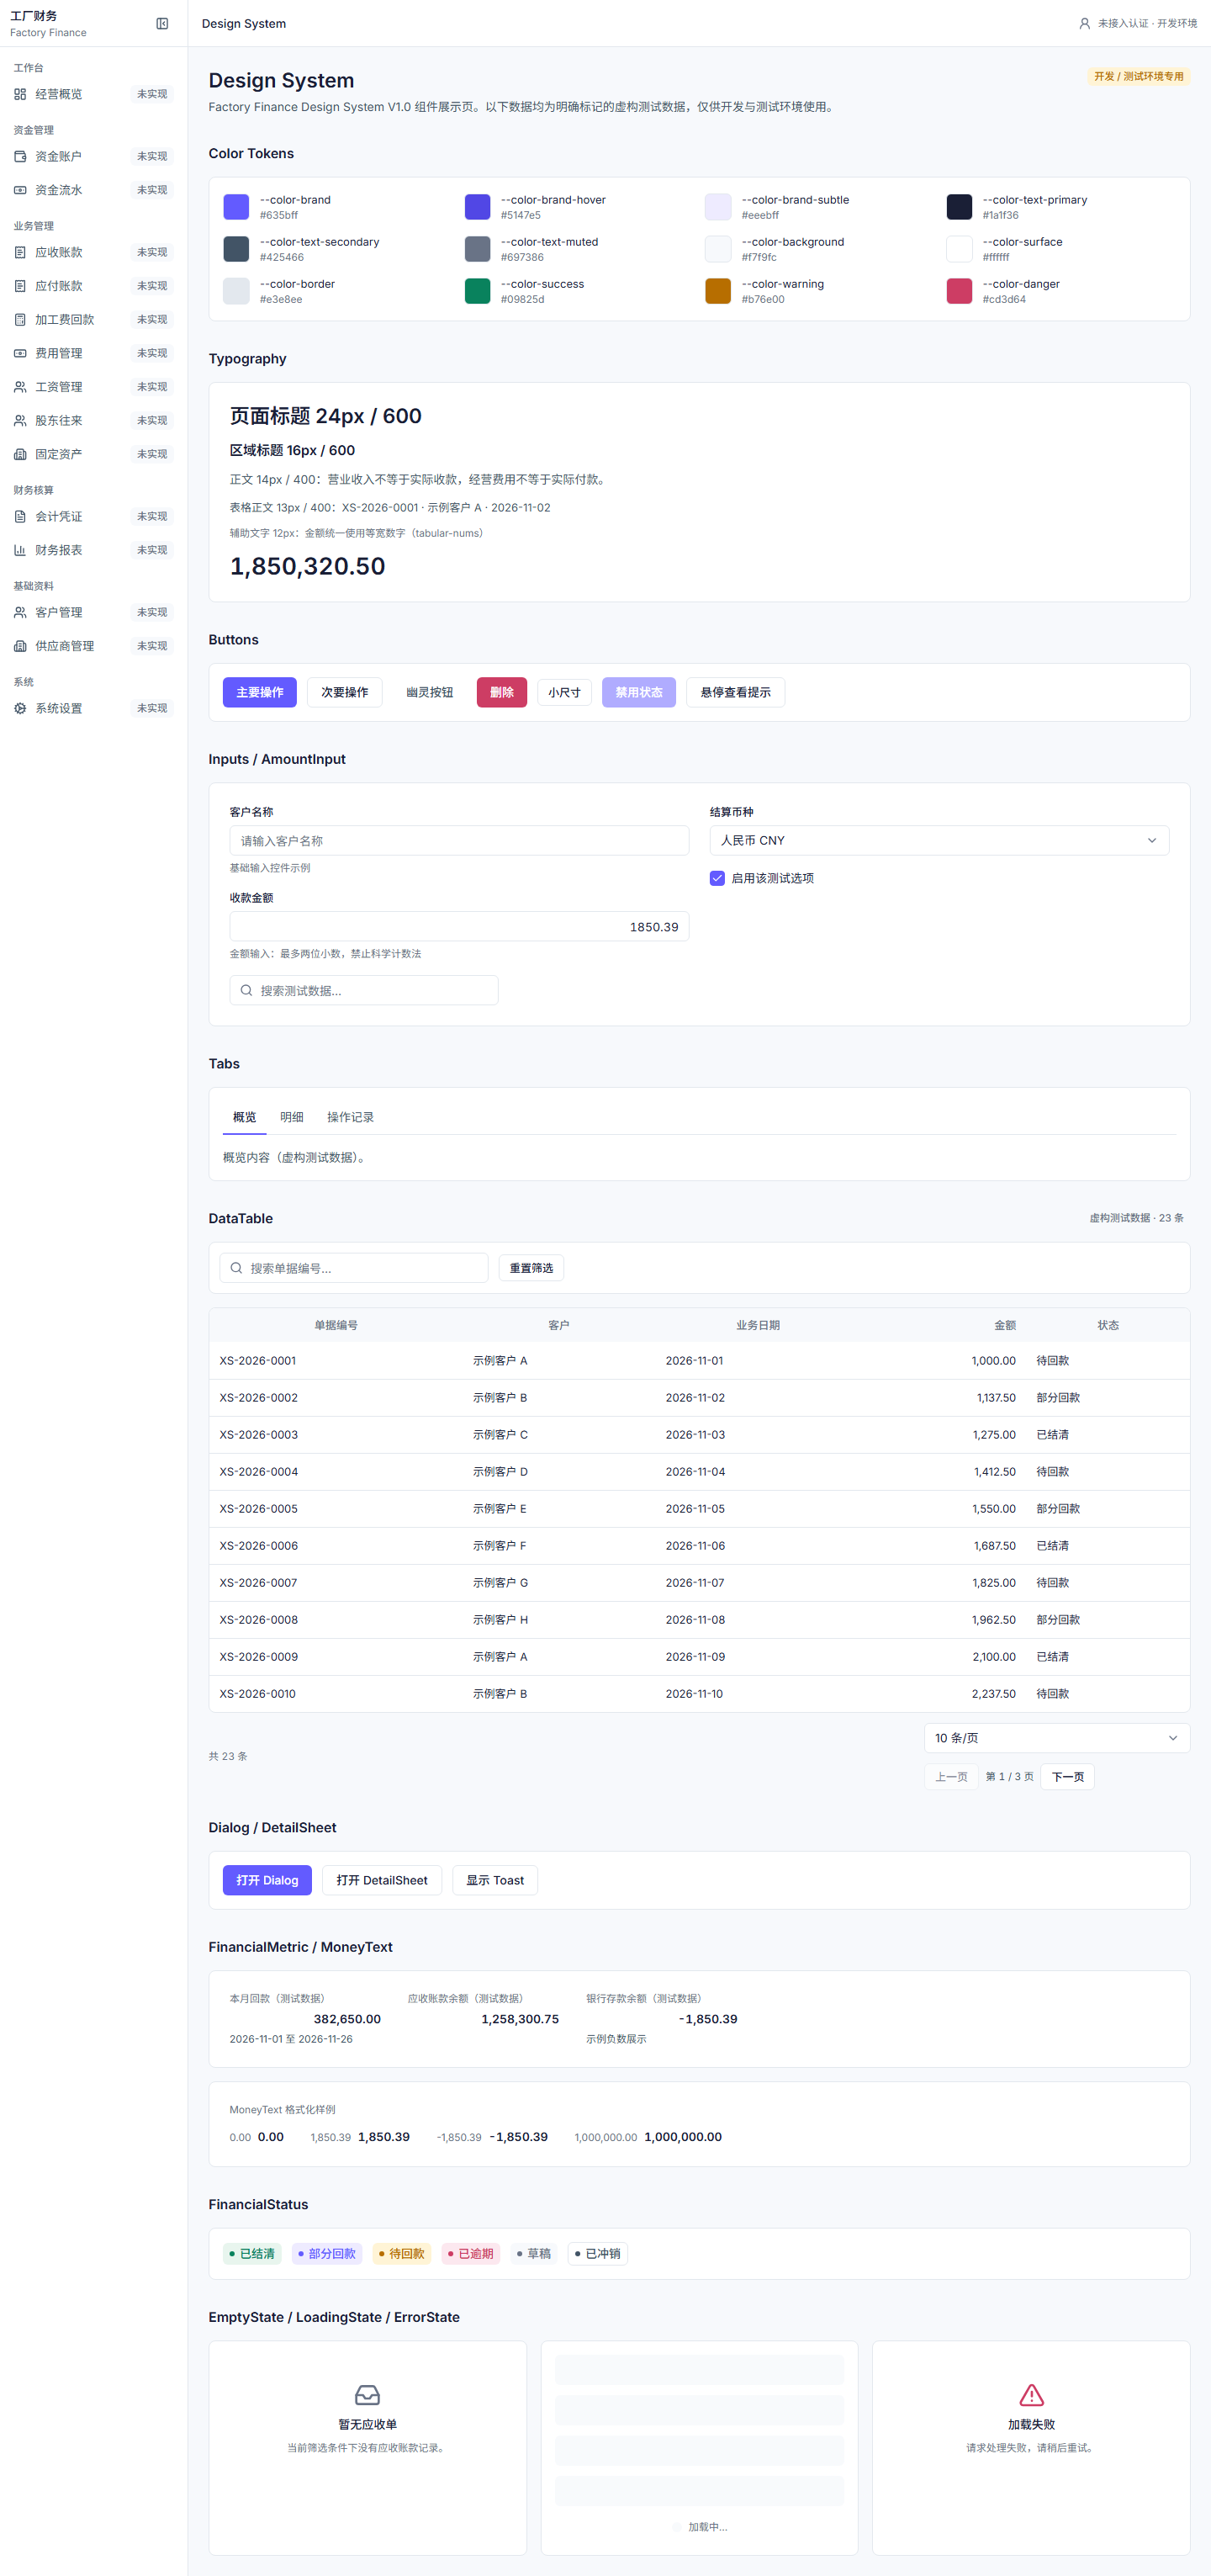 工厂财务
Factory Finance
Design System
未接入认证 · 开发环境
工作台
经营概览 未实现
资金管理
资金账户 未实现
资金流水 未实现
业务管理
应收账款 未实现
应付账款 未实现
加工费回款 未实现
费用管理 未实现
工资管理 未实现
股东往来 未实现
固定资产 未实现
财务核算
会计凭证 未实现
财务报表 未实现
基础资料
客户管理 未实现
供应商管理 未实现
系统
系统设置 未实现
Design System
开发 / 测试环境专用
Factory Finance Design System V1.0 组件展示页。以下数据均为明确标记的虚构测试数据，仅供开发与测试环境使用。
Color Tokens
--color-brand
#635bff
--color-brand-hover
#5147e5
--color-brand-subtle
#eeebff
--color-text-primary
#1a1f36
--color-text-secondary
#425466
--color-text-muted
#697386
--color-background
#f7f9fc
--color-surface
#ffffff
--color-border
#e3e8ee
--color-success
#09825d
--color-warning
#b76e00
--color-danger
#cd3d64
Typography
页面标题 24px / 600
区域标题 16px / 600
正文 14px / 400：营业收入不等于实际收款，经营费用不等于实际付款。
表格正文 13px / 400：XS-2026-0001 · 示例客户 A · 2026-11-02
辅助文字 12px：金额统一使用等宽数字（tabular-nums）
1,850,320.50
Buttons
主要操作 次要操作 幽灵按钮 删除 小尺寸 禁用状态 悬停查看提示
Inputs / AmountInput
客户名称
请输入客户名称
基础输入控件示例
结算币种
人民币 CNY
启用该测试选项
收款金额
1850.39
金额输入：最多两位小数，禁止科学计数法
搜索测试数据...
Tabs
概览 明细 操作记录
概览内容（虚构测试数据）。
DataTable
虚构测试数据 · 23 条
搜索单据编号... 重置筛选
单据编号 客户 业务日期 金额 状态
XS-2026-0001 示例客户 A 2026-11-01 1,000.00 待回款
XS-2026-0002 示例客户 B 2026-11-02 1,137.50 部分回款
XS-2026-0003 示例客户 C 2026-11-03 1,275.00 已结清
XS-2026-0004 示例客户 D 2026-11-04 1,412.50 待回款
XS-2026-0005 示例客户 E 2026-11-05 1,550.00 部分回款
XS-2026-0006 示例客户 F 2026-11-06 1,687.50 已结清
XS-2026-0007 示例客户 G 2026-11-07 1,825.00 待回款
XS-2026-0008 示例客户 H 2026-11-08 1,962.50 部分回款
XS-2026-0009 示例客户 A 2026-11-09 2,100.00 已结清
XS-2026-0010 示例客户 B 2026-11-10 2,237.50 待回款
共 23 条
10 条/页
上一页 第 1 / 3 页 下一页
Dialog / DetailSheet
打开 Dialog 打开 DetailSheet 显示 Toast
FinancialMetric / MoneyText
本月回款（测试数据）
382,650.00
2026-11-01 至 2026-11-26
应收账款余额（测试数据）
1,258,300.75
银行存款余额（测试数据）
-1,850.39
示例负数展示
MoneyText 格式化样例
0.00 0.00 1,850.39 1,850.39 -1,850.39 -1,850.39 1,000,000.00 1,000,000.00
FinancialStatus
已结清 部分回款 待回款 已逾期 草稿 已冲销
EmptyState / LoadingState / ErrorState
暂无应收单
当前筛选条件下没有应收账款记录。
加载中...
加载失败
请求处理失败，请稍后重试。